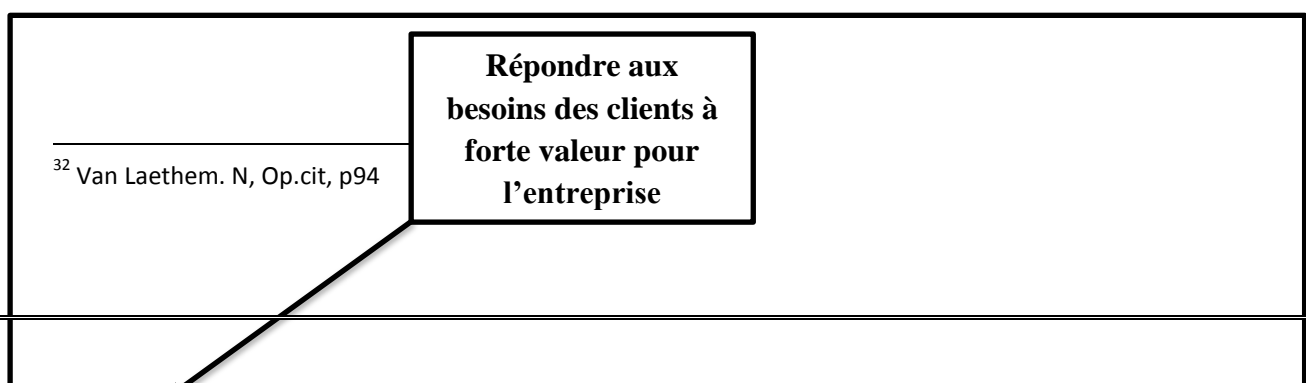 Répondre aux
besoins des clients à
forte valeur pour
l’entreprise
32 Van Laethem. N, Op.cit, p94